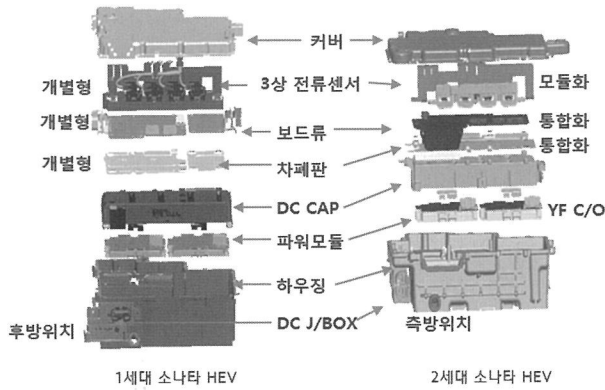 커버
개별형 3상 전류센서 모듈화
개별형 보드류 통합화
개별형 차폐판 통합화
DC CAP
파워모듈 YF C/O
하우징
후방위치 DC J/BOX 측방위치
1세대 소나타 HEV 2세대 소나타 HEV